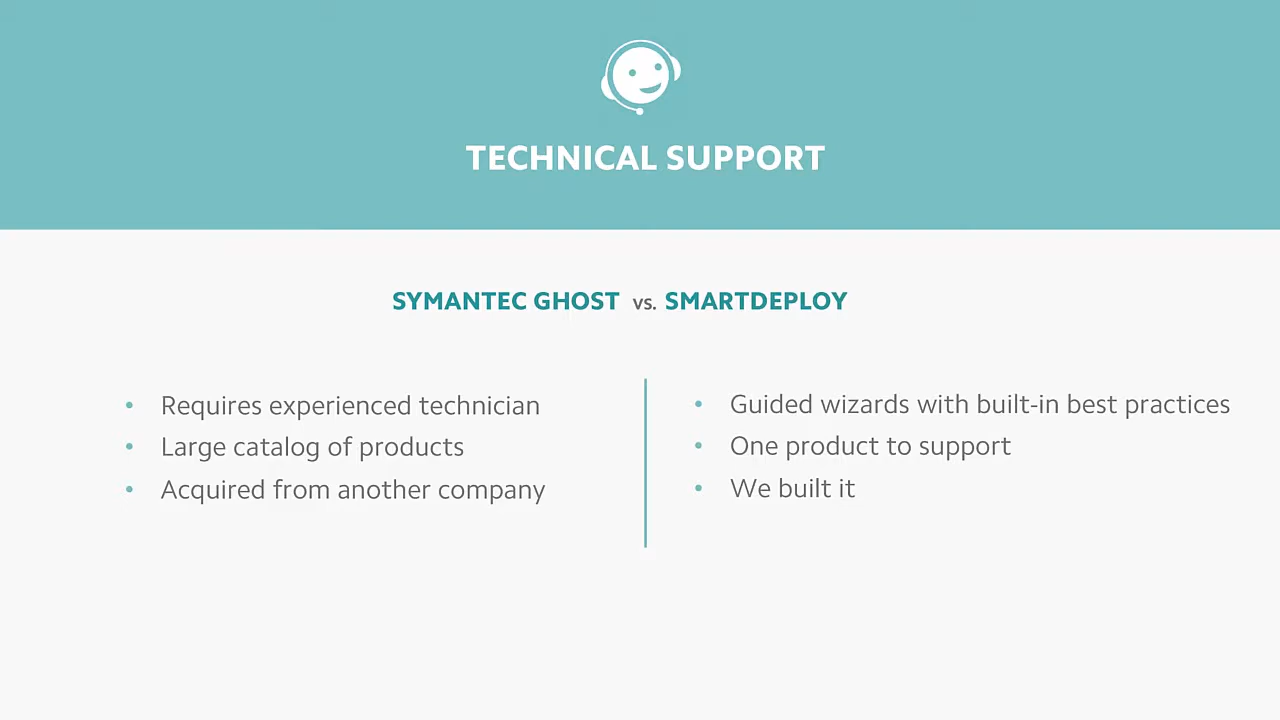 TECHNICAL SUPPORT
SYMANTEC GHOST vs. SMARTDEPLOY
• Requires experienced technician
• Large catalog of products
• Acquired from another company
• Guided wizards with built-in best practices
• One product to support
• We built it